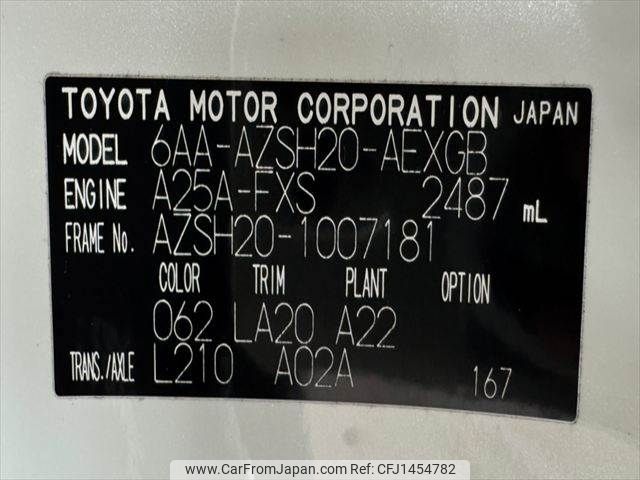 TOYOTA MOTOR CORPORATION JAPAN
MODEL 6AA-AZSH20-AEXGB
ENGINE A25A-FXS 2487 mL
FRAME No. AZSH20-1007181
COLOR TRIM PLANT OPTION
062 LA20 A22
TRANS./AXLE L210 A02A 167
www.CarFromJapan.com CFJ1454782